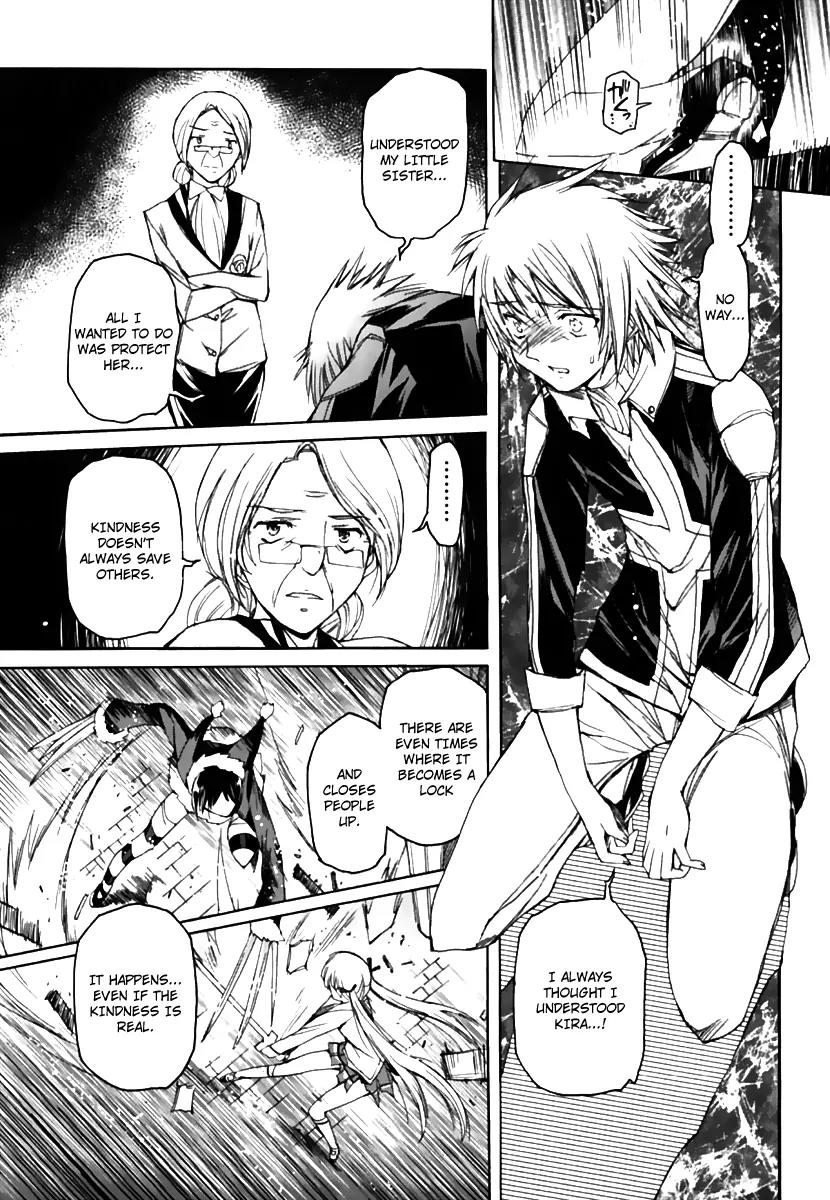 ガクッ…
………
NO
WAY...
I ALWAYS
THOUGHT I
UNDERSTOOD
KIRA...!
UNDERSTOOD
MY LITTLE
SISTER...
ALL I
WANTED TO DO
WAS PROTECT
HER...
………
KINDNESS
DOESN'T
ALWAYS SAVE
OTHERS.
THERE ARE
EVEN TIMES
WHERE IT
BECOMES A
LOCK
AND
CLOSES
PEOPLE
UP.
IT HAPPENS...
EVEN IF THE
KINDNESS IS
REAL.